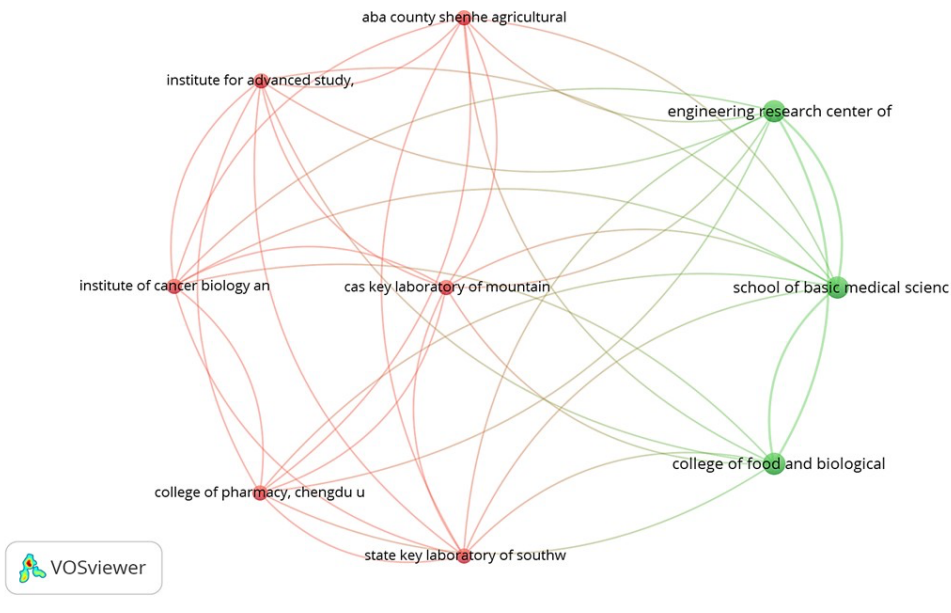 aba county shenhe agricultural
institute for advanced study,
engineering research center of
institute of cancer biology an
cas key laboratory of mountain
school of basic medical scienc
college of food and biological
college of pharmacy, chengdu u
state key laboratory of southw
VOSviewer